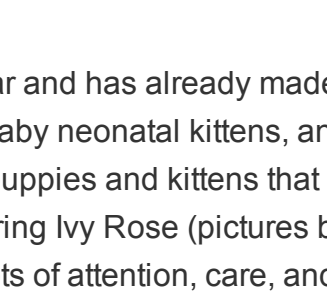 ar and has already made
aby neonatal kittens, an
uppies and kittens that
ring Ivy Rose (pictures b
ts of attention, care, and